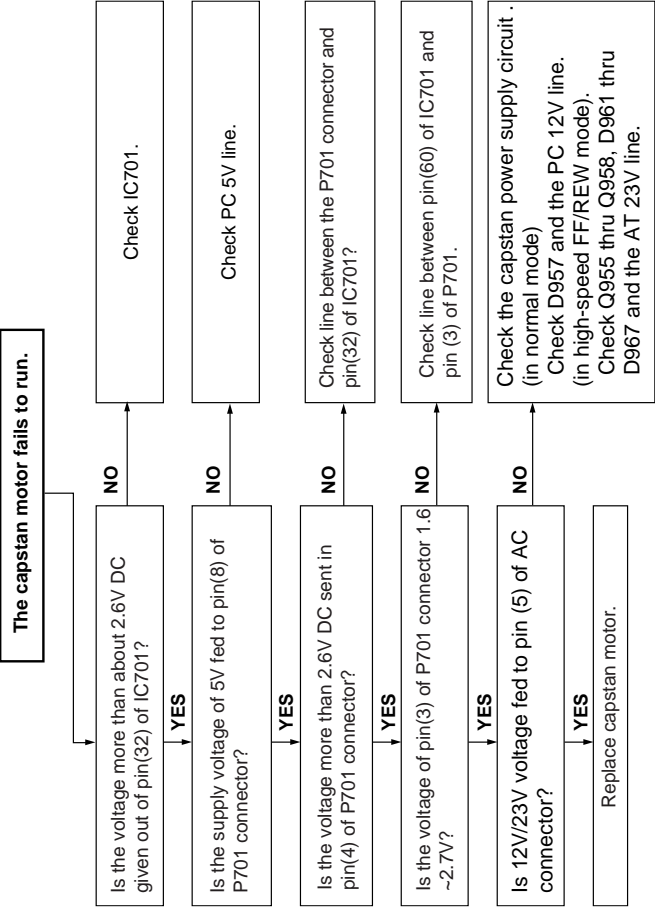 The capstan motor fails to run.
Is the voltage more than about 2.6V DC
given out of pin(32) of IC701?
NO
Check IC701.
YES
Is the supply voltage of 5V fed to pin(8) of
P701 connector?
NO
Check PC 5V line.
YES
Is the voltage more than 2.6V DC sent in
pin(4) of P701 connector?
NO
Check line between the P701 connector and
pin(32) of IC701?
YES
Is the voltage of pin(3) of P701 connector 1.6
~2.7V?
NO
Check line between pin(60) of IC701 and
pin (3) of P701.
YES
Is 12V/23V voltage fed to pin (5) of AC
connector?
NO
Check the capstan power supply circuit .
(in normal mode)
Check D957 and the PC 12V line.
(in high-speed FF/REW mode).
Check Q955 thru Q958, D961 thru
D967 and the AT 23V line.
YES
Replace capstan motor.